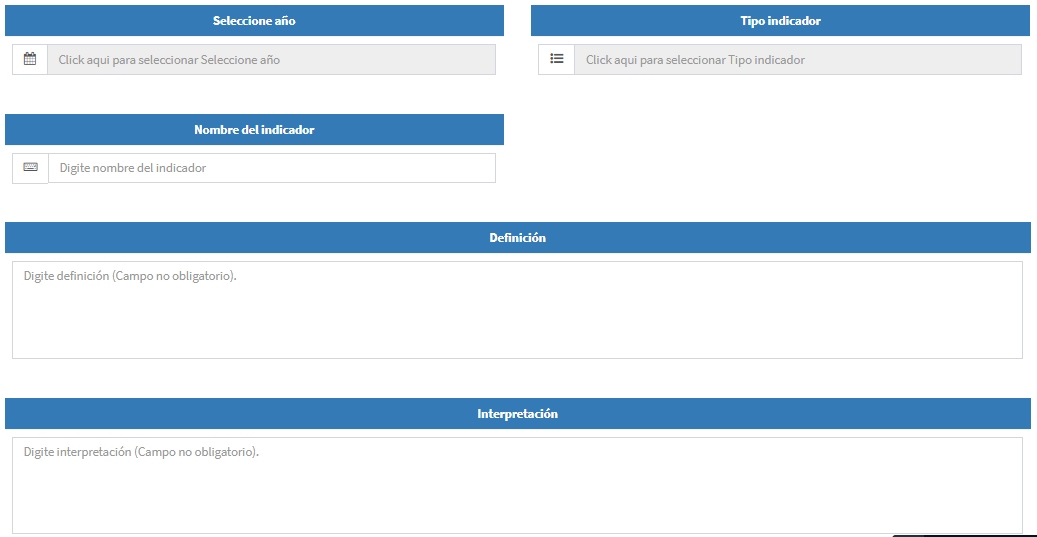 Seleccione año
Tipo indicador
Click aqui para seleccionar Seleccione año
Click aqui para seleccionar Tipo indicador
Nombre del indicador
Digite nombre del indicador
Definición
Digite definición (Campo no obligatorio).
Interpretación
Digite interpretación (Campo no obligatorio).